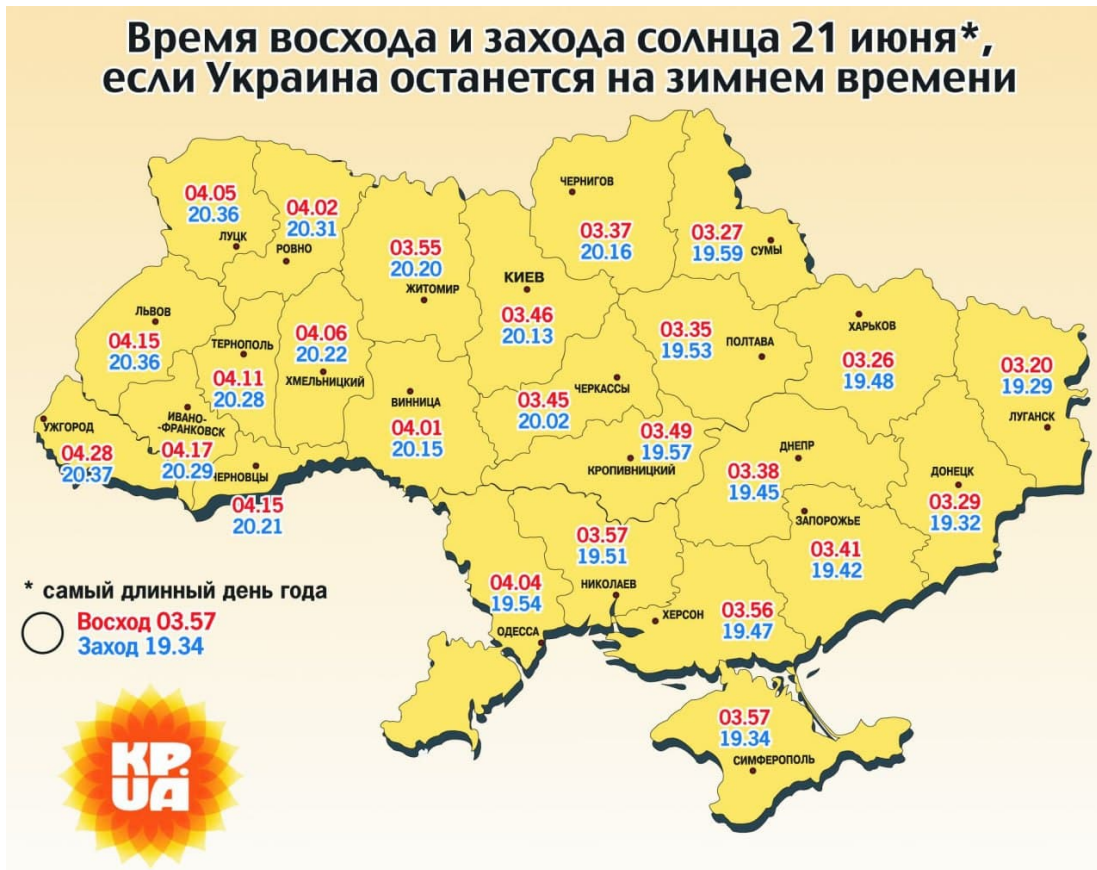 Время восхода и захода солнца 21 июня*,
если Украина останется на зимнем времени
ЧЕРНИГОВ
03.37
20.16
03.27
19.59
СУМЫ
04.05
20.36
ЛУЦК
04.02
20.31
РОВНО
03.55
20.20
ЖИТОМИР
КИЕВ
03.46
20.13
ЛЬВОВ
04.15
20.36
ТЕРНОПОЛЬ
04.11
20.28
04.06
20.22
ХМЕЛЬНИЦКИЙ
03.35
19.53
ПОЛТАВА
ХАРЬКОВ
03.26
19.48
03.20
19.29
ЛУГАНСК
УЖГОРОД
04.28
20.37
ИВАНО-
-ФРАНКОВСК
04.17
20.29
ЧЕРНОВЦЫ
04.15
20.21
ВИННИЦА
04.01
20.15
ЧЕРКАССЫ
03.45
20.02
03.49
19.57
КРОПИВНИЦКИЙ
ДНЕПР
03.38
19.45
ДОНЕЦК
03.29
19.32
ЗАПОРОЖЬЕ
03.41
19.42
03.57
19.51
НИКОЛАЕВ
04.04
19.54
ОДЕССА
ХЕРСОН
03.56
19.47
03.57
19.34
СИМФЕРОПОЛЬ
* самый длинный день года
Восход 03.57
Заход 19.34
KP.
UA